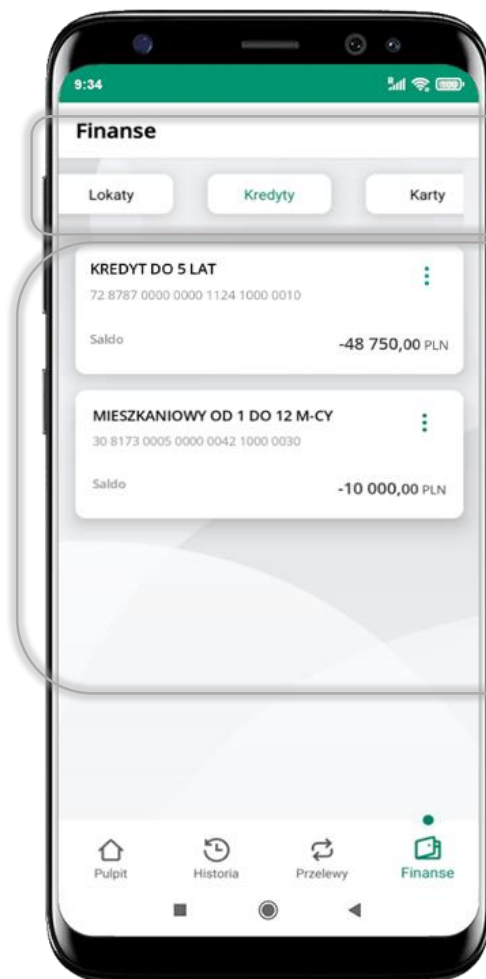 9:34
Finanse
Lokaty Kredyty Karty
KREDYT DO 5 LAT
72 8787 0000 0000 1124 1000 0010
Saldo -48 750,00 PLN
MIESZKANIOWY OD 1 DO 12 M-CY
30 8173 0005 0000 0042 1000 0030
Saldo -10 000,00 PLN
Pulpit Historia Przelewy Finanse